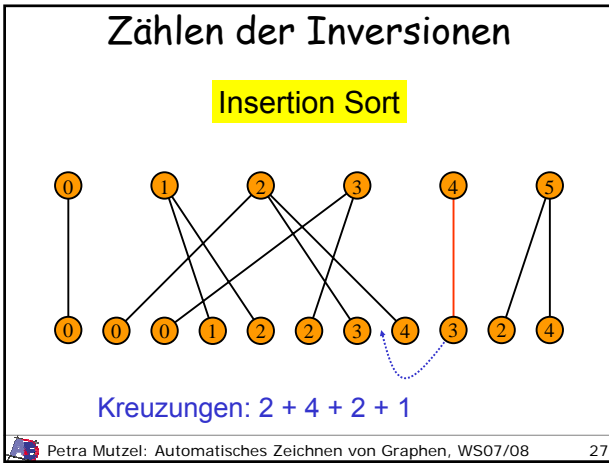 Zählen der Inversionen
Insertion Sort
0 1 2 3 4 5
0 0 0 1 2 2 3 4 3 2 4
Kreuzungen: 2 + 4 + 2 + 1
Petra Mutzel: Automatisches Zeichnen von Graphen, WS07/08 27